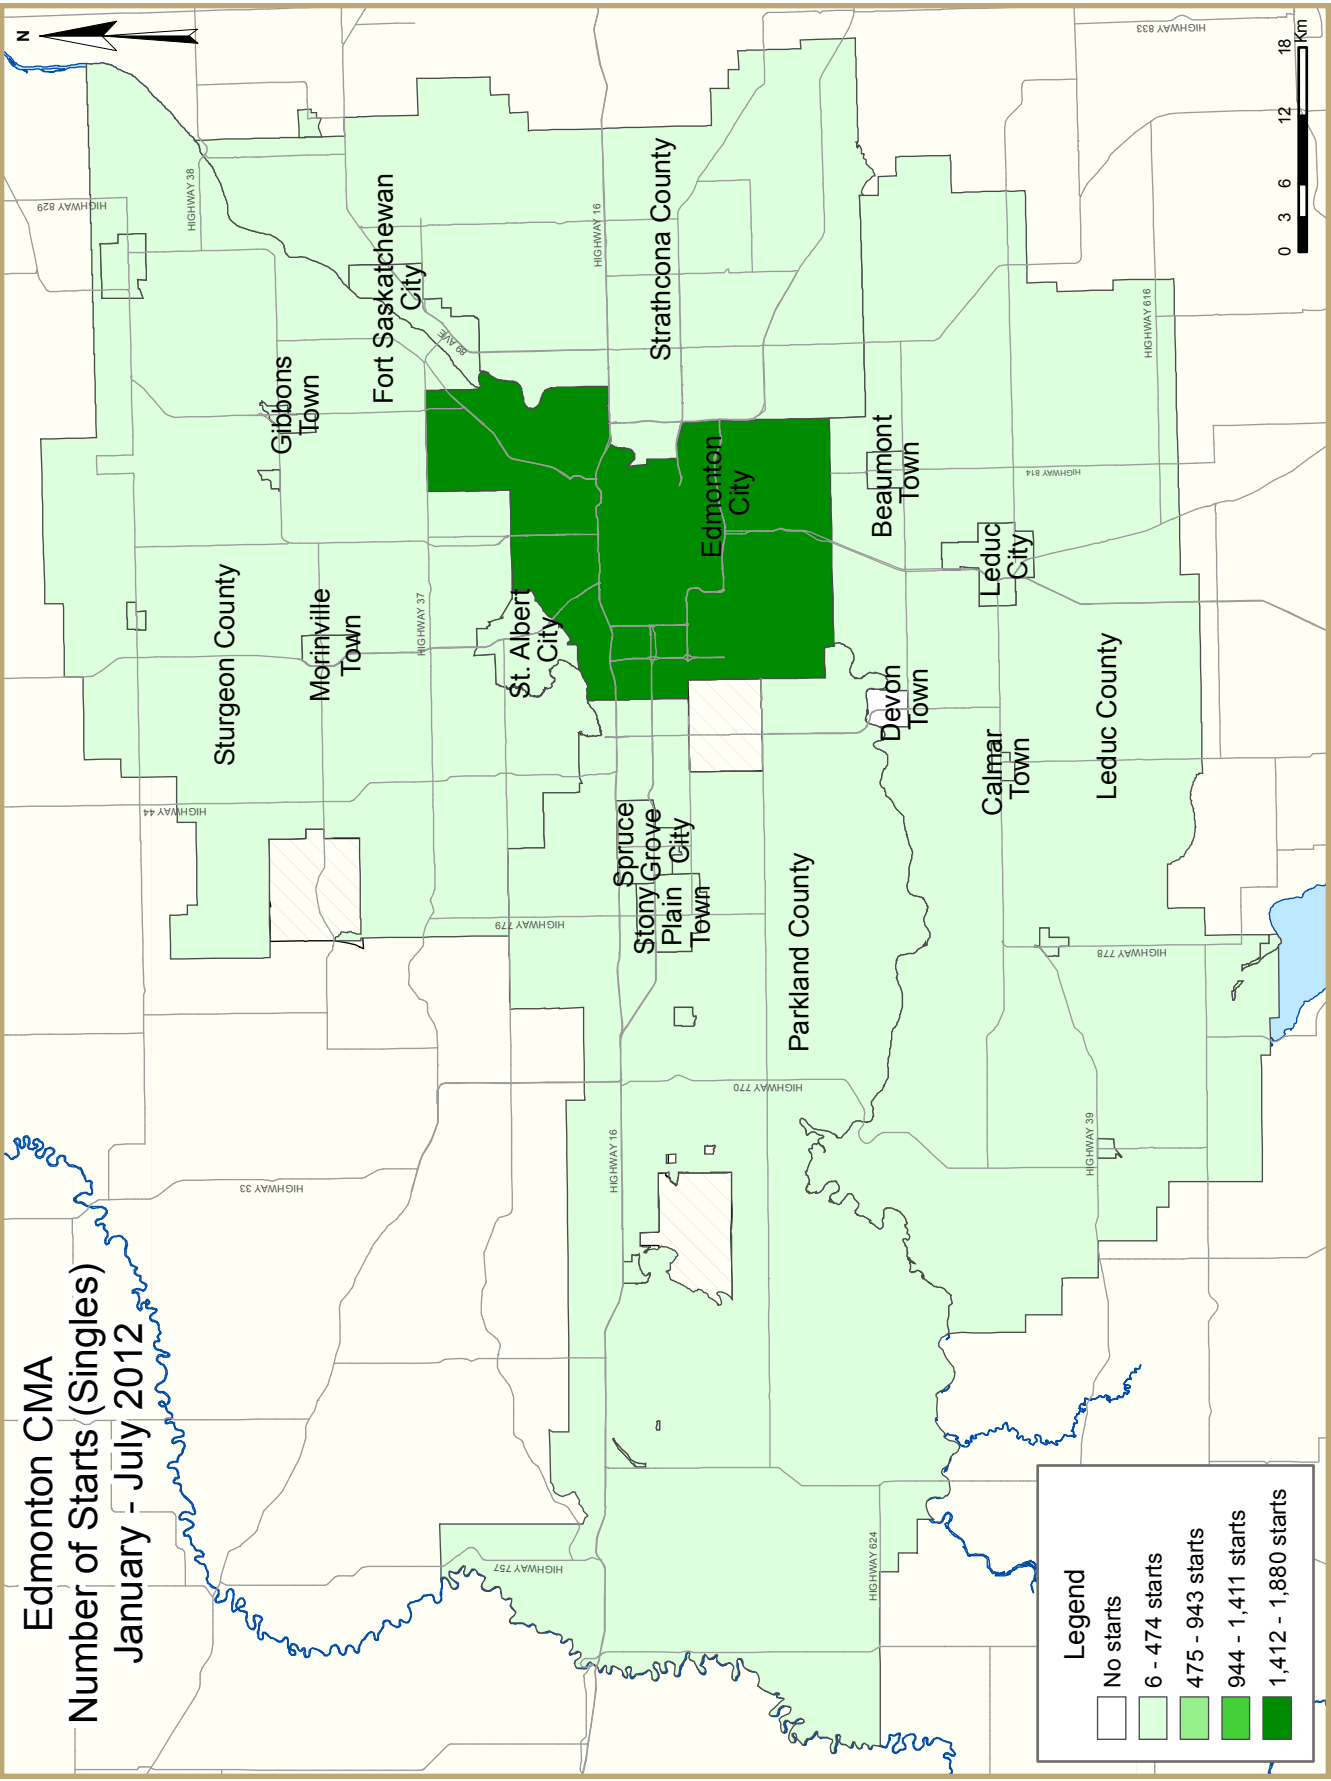 Edmonton CMA
Number of Starts (Singles)
January - July 2012
N
HIGHWAY 829
HIGHWAY 38
HIGHWAY 833
Fort Saskatchewan
City
89 AVE
HIGHWAY 16
Strathcona County
Gibbons
Town
Edmonton
City
Beaumont
Town
HIGHWAY 814
HIGHWAY 616
Sturgeon County
Morinville
Town
HIGHWAY 37
St. Albert
City
Leduc
City
Devon
Town
Calmar
Town
Leduc County
HIGHWAY 44
HIGHWAY 779
Spruce
Grove
City
Stony
Plain
Town
Parkland County
HIGHWAY 778
HIGHWAY 770
HIGHWAY 16
HIGHWAY 39
HIGHWAY 33
HIGHWAY 757
HIGHWAY 624
Legend
No starts
6 - 474 starts
475 - 943 starts
944 - 1,411 starts
1,412 - 1,880 starts
0 3 6 12 18
Km